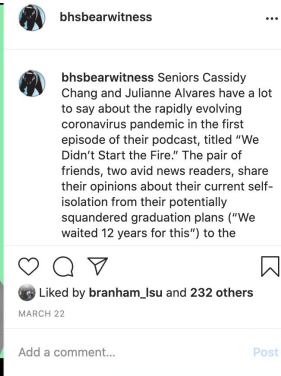 bhsbearwitness
bhsbearwitness Seniors Cassidy
Chang and Julianne Alvares have a lot
to say about the rapidly evolving
coronavirus pandemic in the first
episode of their podcast, titled “We
Didn’t Start the Fire.” The pair of
friends, two avid news readers, share
their opinions about their current self-
isolation from their potentially
squandered graduation plans (“We
waited 12 years for this”) to the
Liked by branham_lsu and 232 others
MARCH 22
Add a comment...
Post